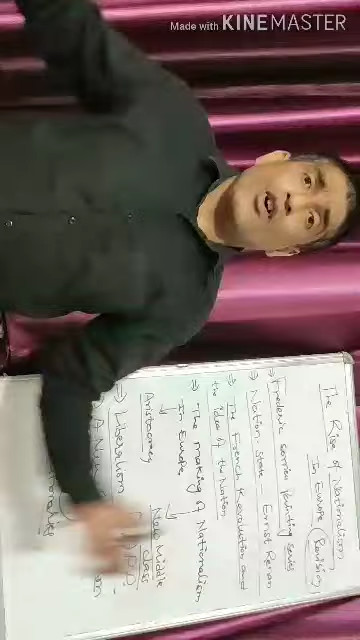 Made with KINEMASTER
The Rise of Nationalism
in Europe (Revision)
→ Frederic sorrieu Painting series
→ Nation-state Ernst Renan
→ The French Revolution and
the idea of the Nation
→ The making of Nationalism
In Europe
Aristocracy New Middle
class
→ Liberalism